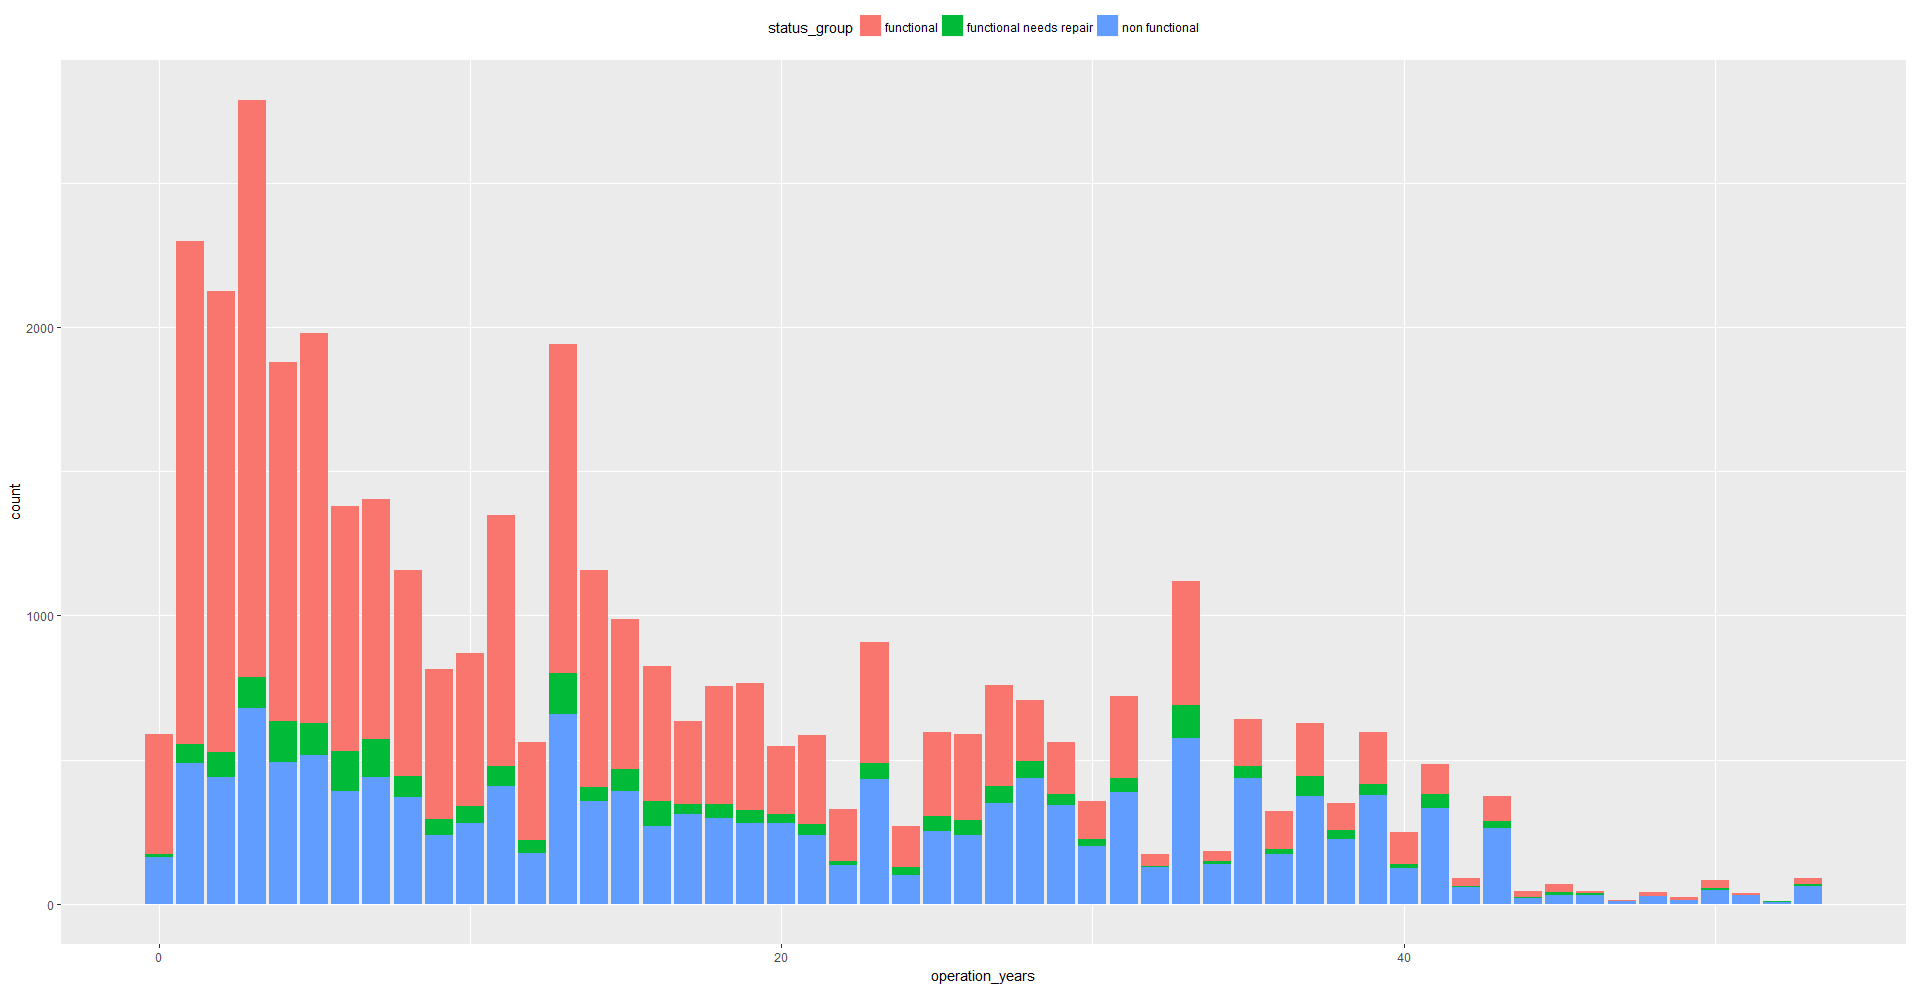 status_group functional functional needs repair non functional
count
2000
1000
0
0 20 40
operation_years